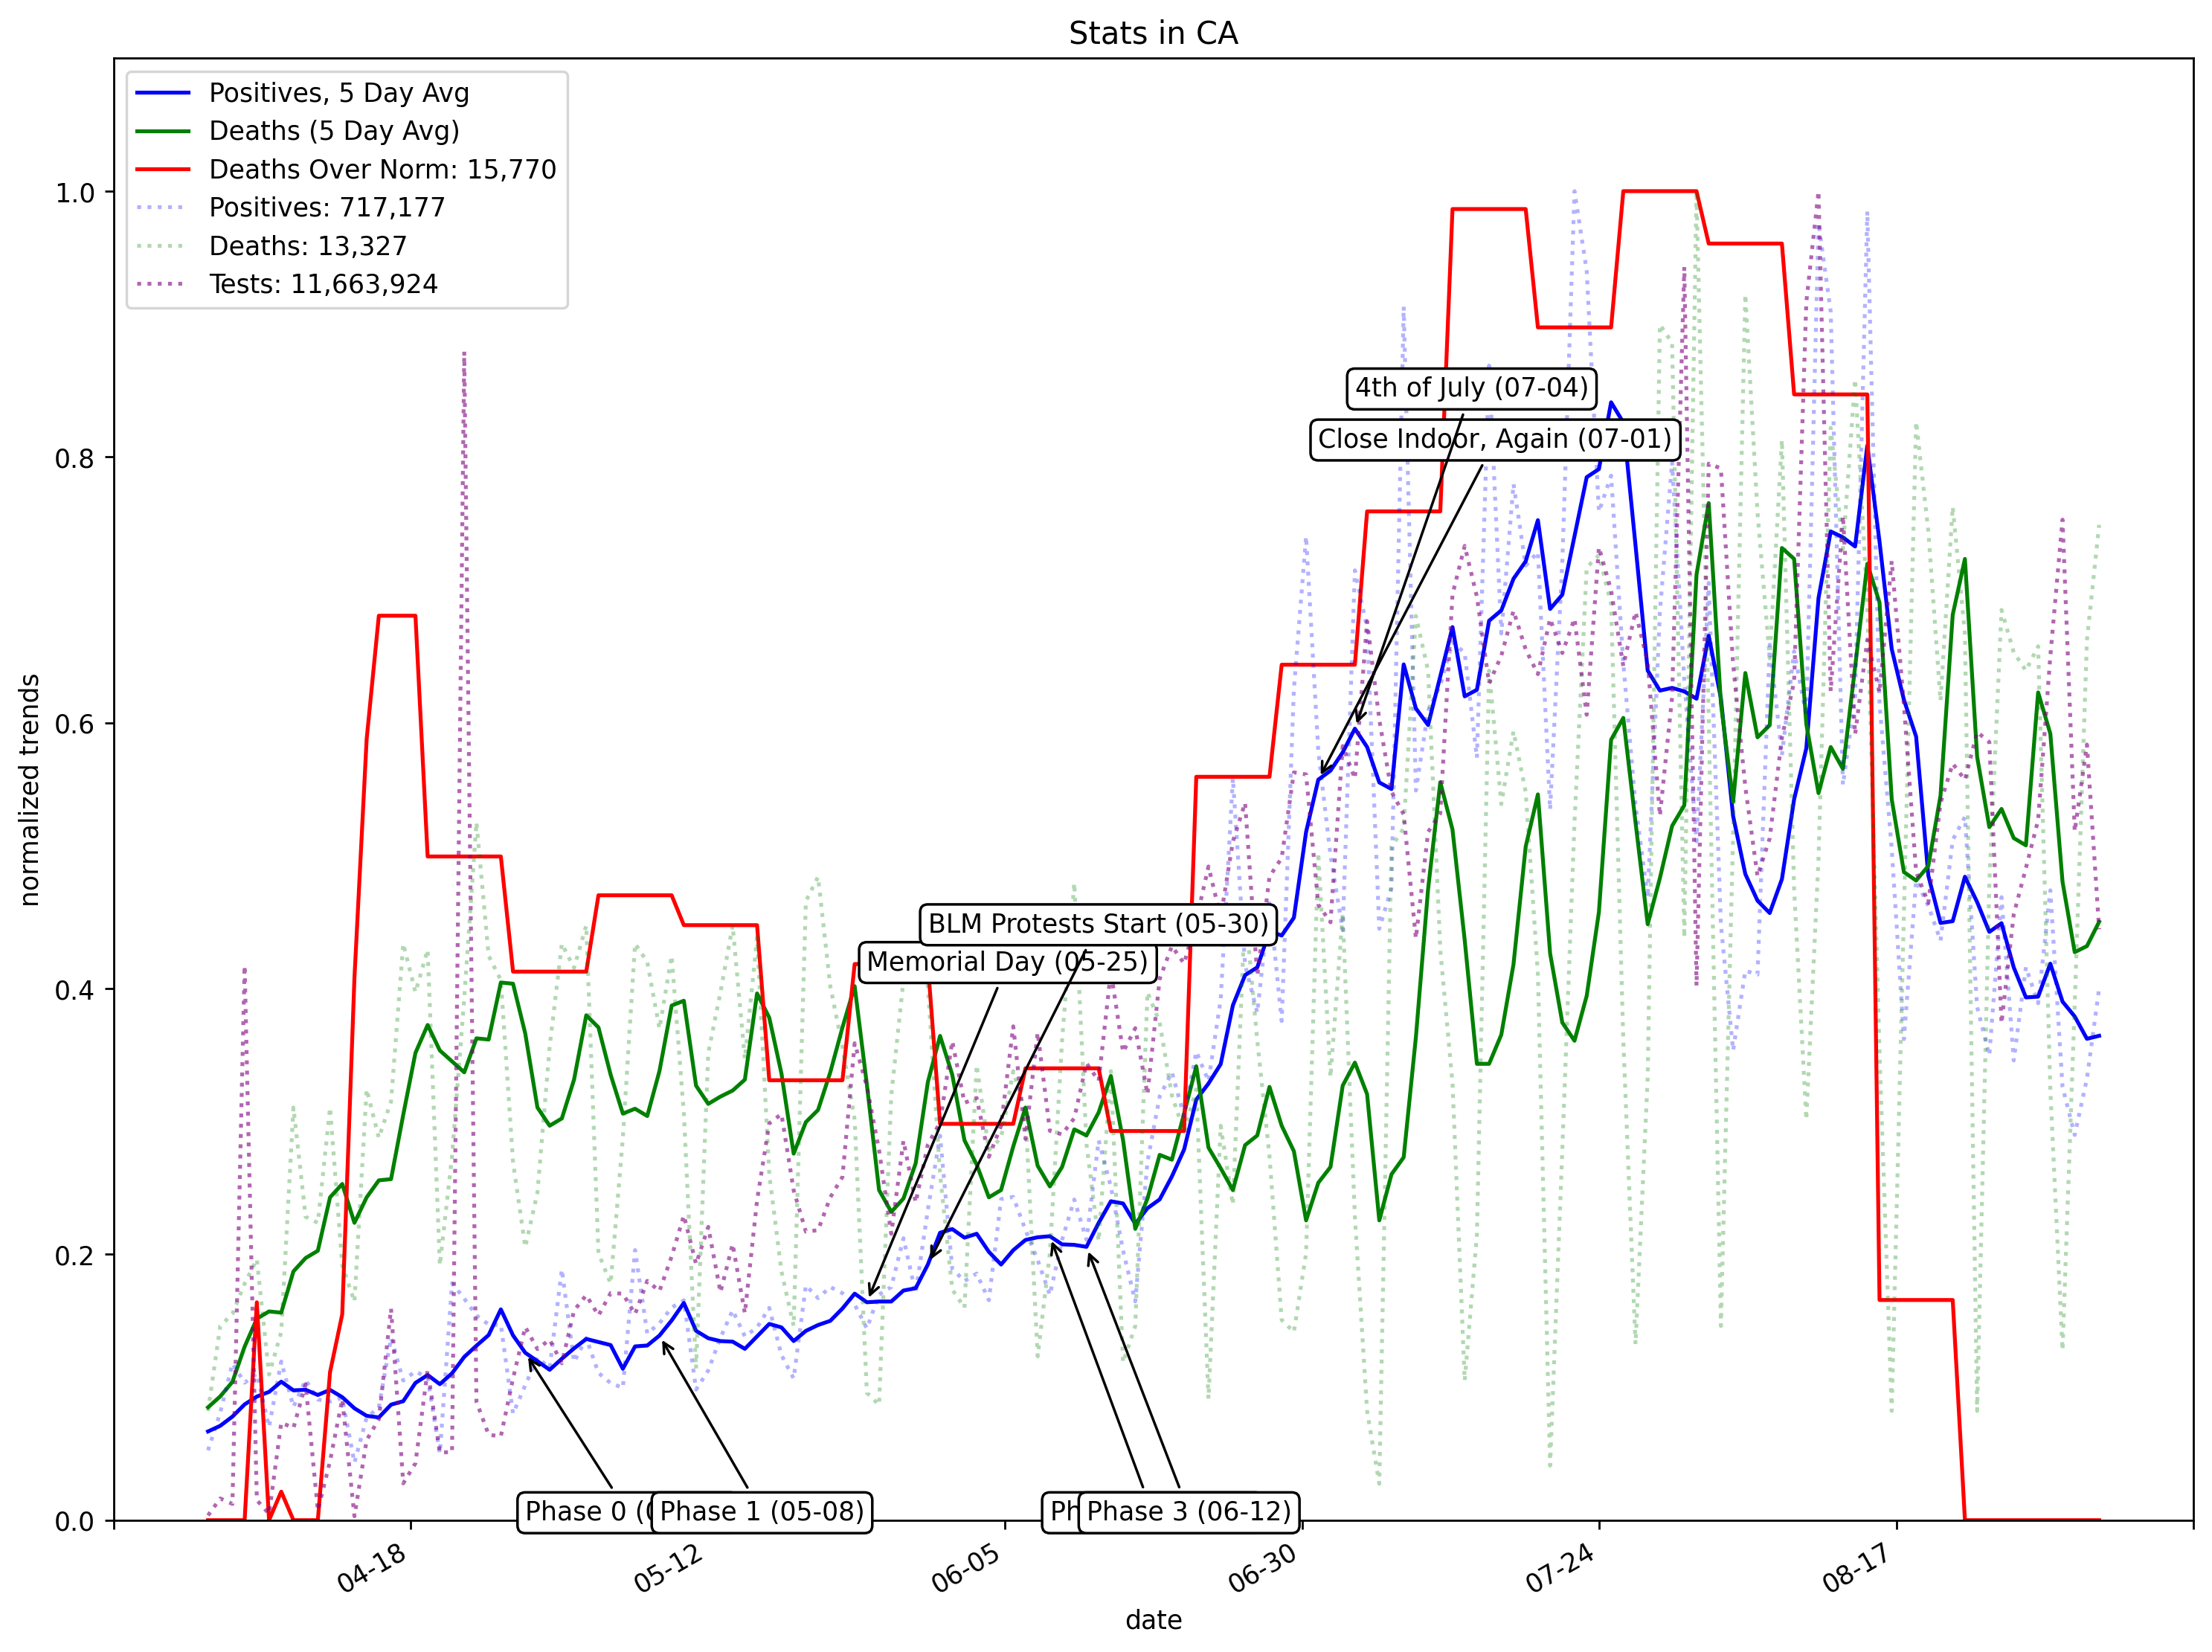 Stats in CA
Positives, 5 Day Avg
Deaths (5 Day Avg)
Deaths Over Norm: 15,770
Positives: 717,177
Deaths: 13,327
Tests: 11,663,924
1.0
0.8
0.6
0.4
0.2
0.0
normalized trends
4th of July (07-04)
Close Indoor, Again (07-01)
BLM Protests Start (05-30)
Memorial Day (05-25)
Phase 0
Phase 1 (05-08)
Phase 3 (06-12)
04-18
05-12
06-05
06-30
07-24
08-17
date